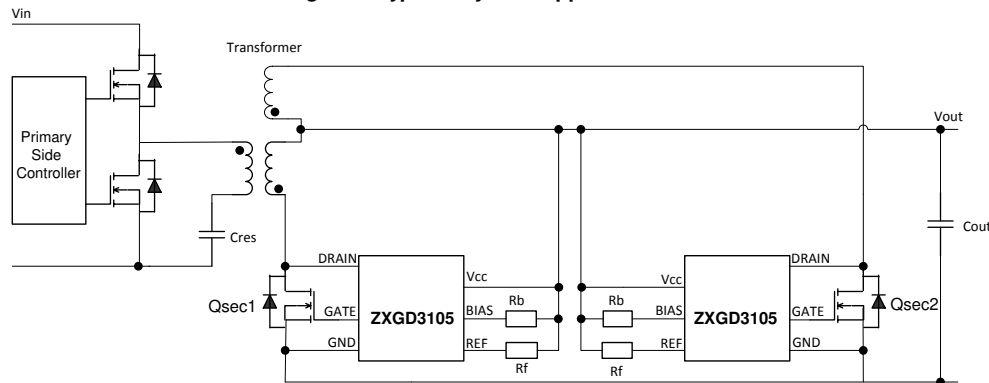 Vin
Transformer
Primary
Side
Controller
Cres
Vout
Cout
DRAIN
Qsec1
GATE
GND
ZXGD3105
Vcc
BIAS
REF
Rb
Rf
Rb
Rf
Vcc
BIAS
REF
ZXGD3105
DRAIN
GATE
GND
Qsec2